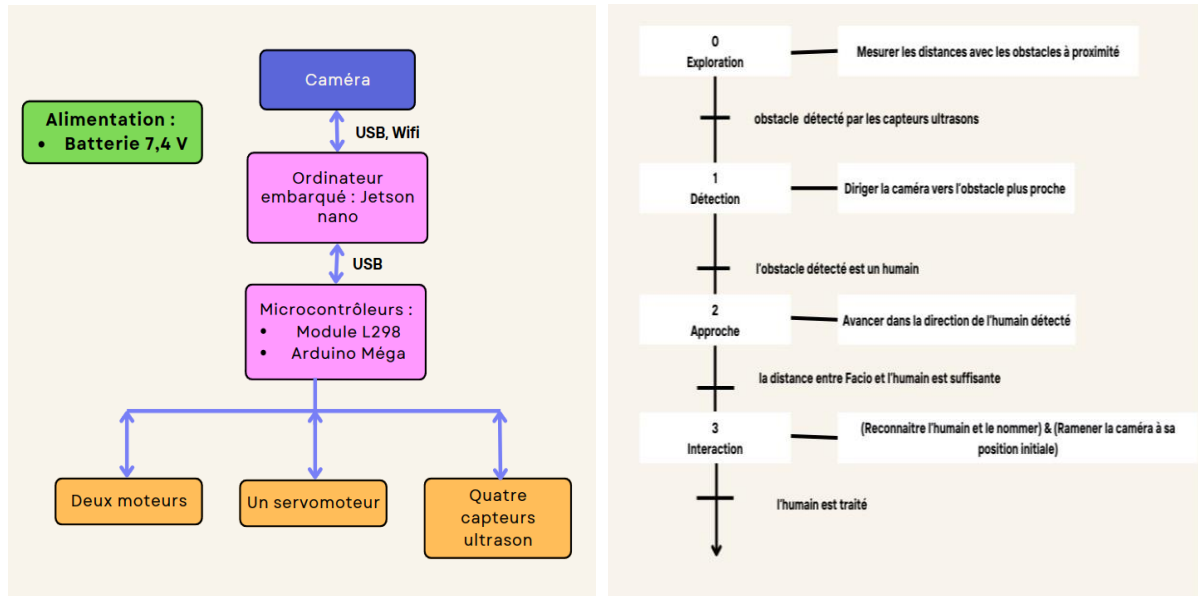 Caméra
Alimentation :
• Batterie 7,4 V
USB, Wifi
Ordinateur
embarqué : Jetson
nano
USB
Microcontrôleurs :
• Module L298
• Arduino Méga
Deux moteurs
Un servomoteur
Quatre
capteurs
ultrason
0
Exploration
Mesurer les distances avec les obstacles à proximité
obstacle détecté par les capteurs ultrasons
1
Détection
Diriger la caméra vers l'obstacle plus proche
l'obstacle détecté est un humain
2
Approche
Avancer dans la direction de l'humain détecté
la distance entre Facio et l'humain est suffisante
3
Interaction
(Reconnaitre l'humain et le nommer) & (Ramener la caméra à sa
position initiale)
l'humain est traité